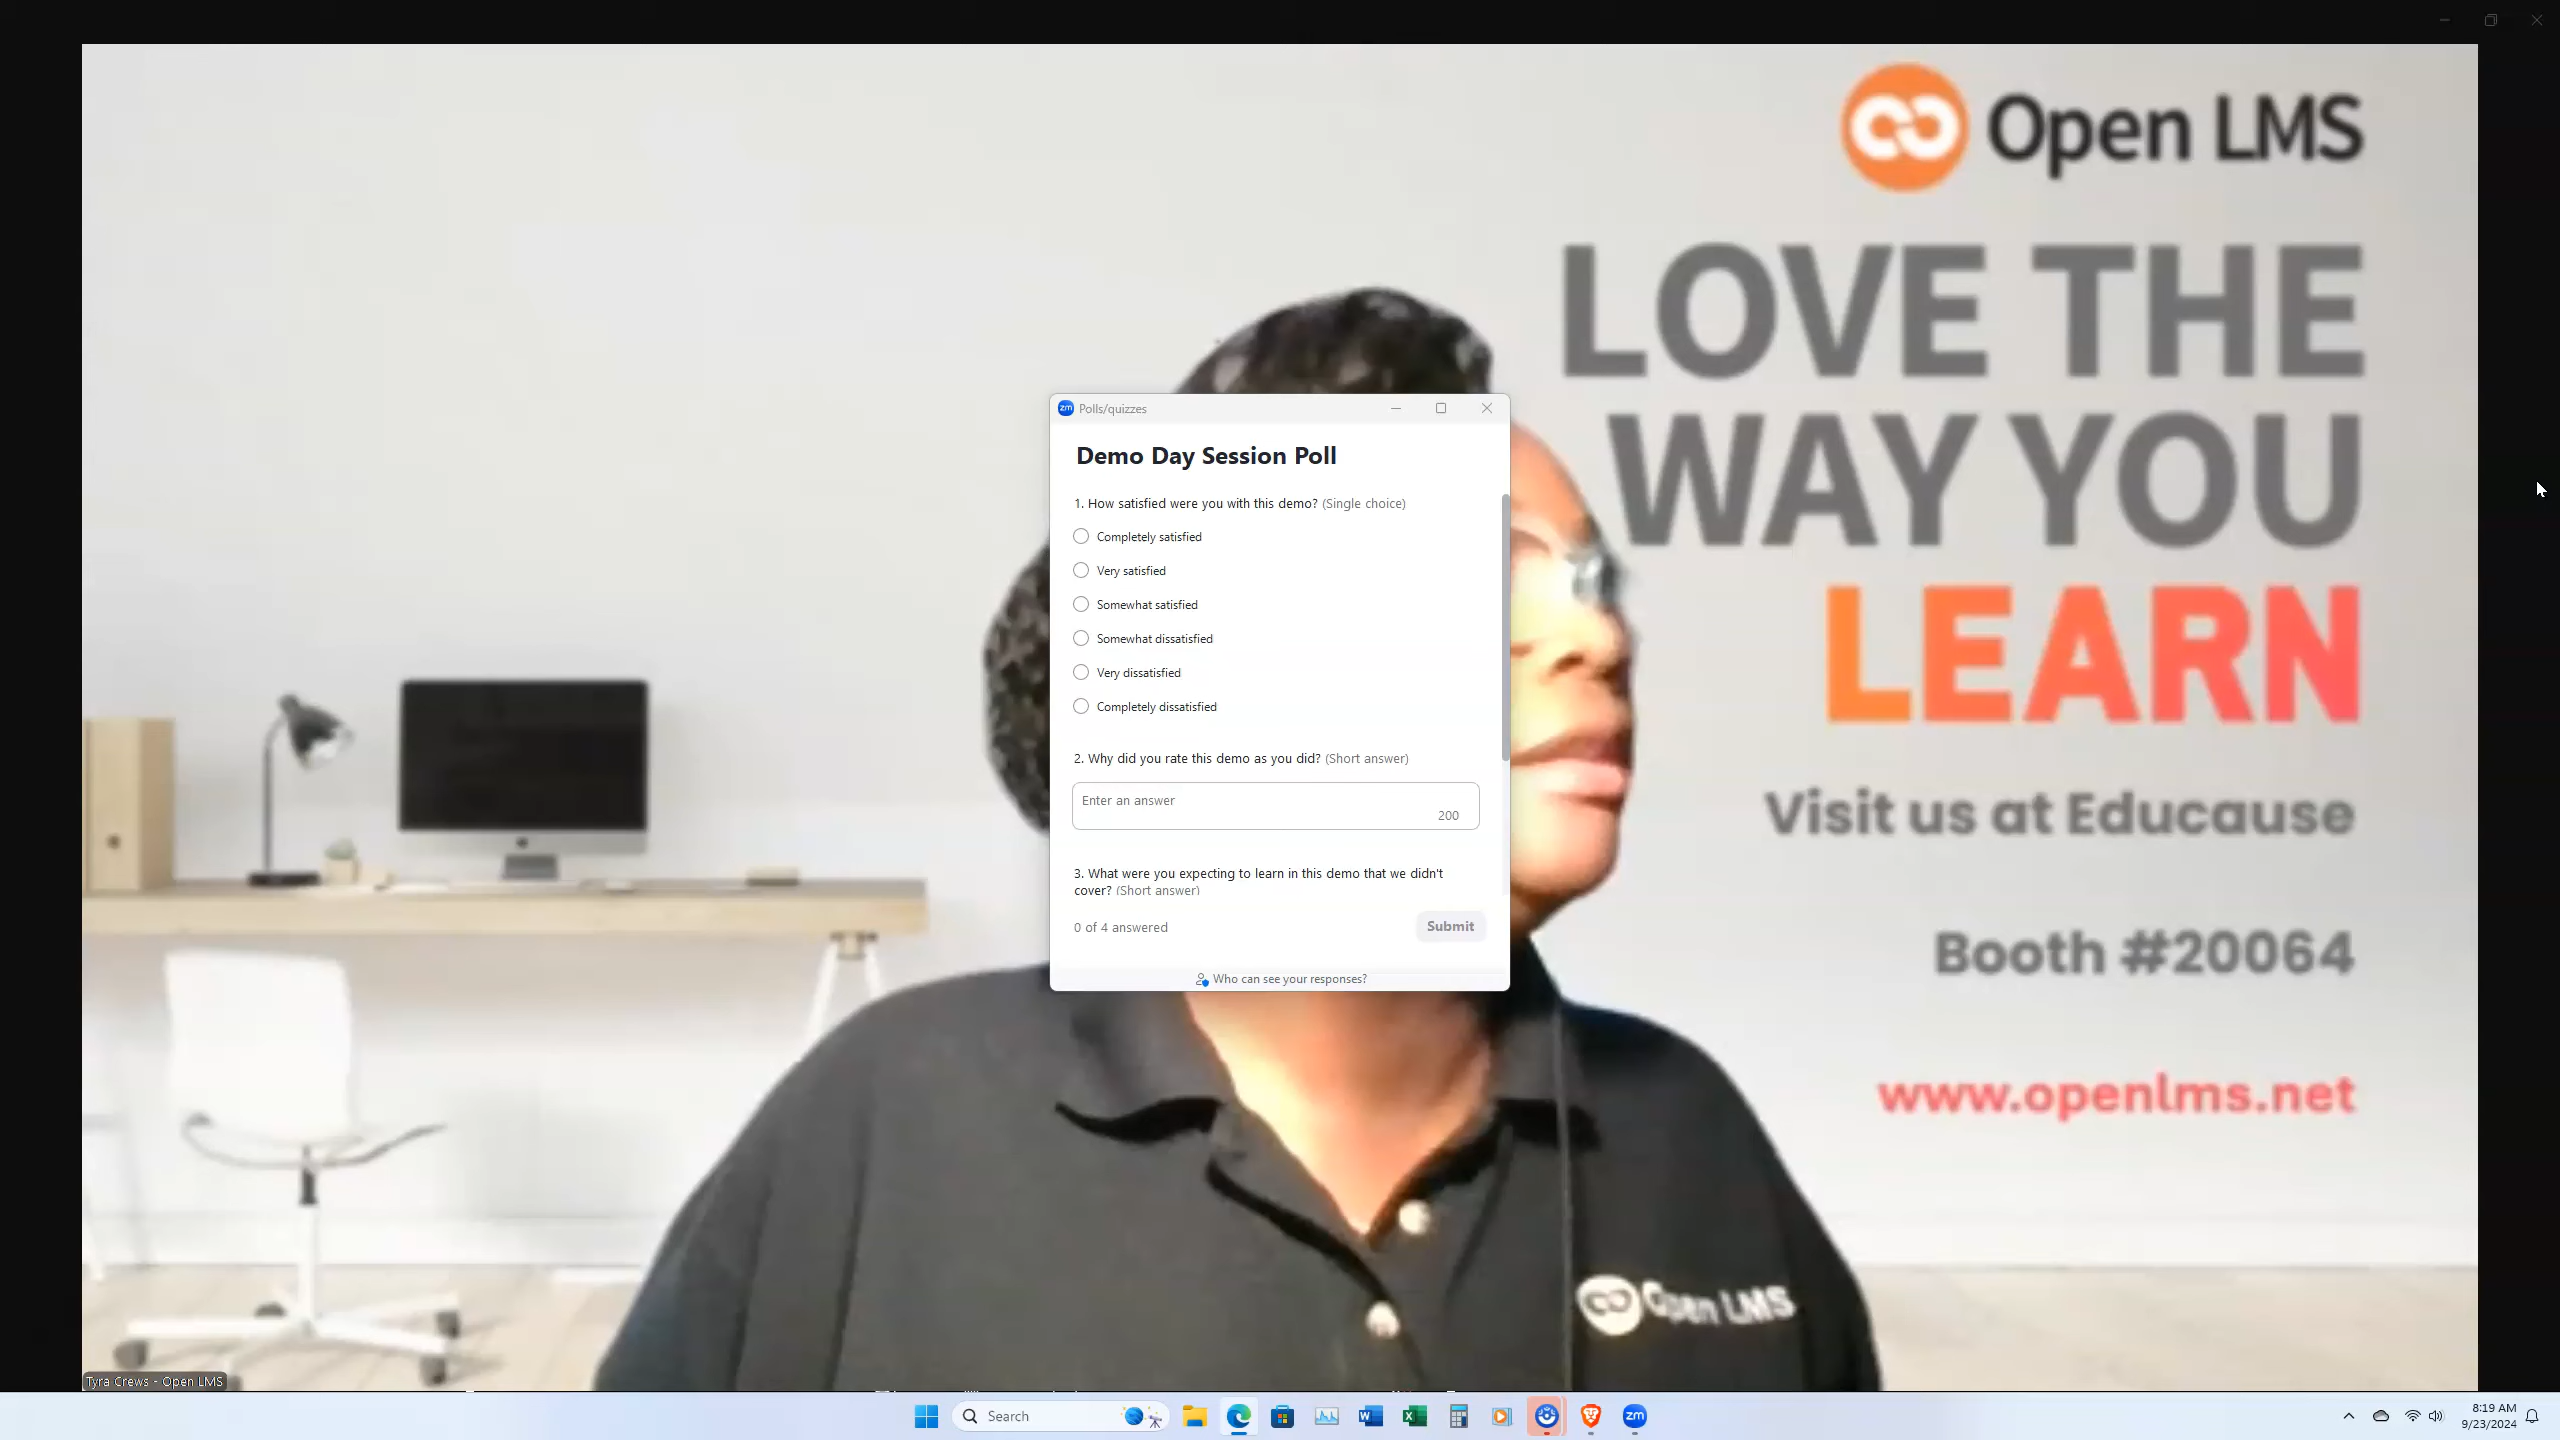 Open LMS
LOVE THE
WAY YOU
LEARN
Visit us at Educause
Booth #20064
www.openlms.net
zm Polls/quizzes
Demo Day Session Poll
1. How satisfied were you with this demo? (Single choice)
Completely satisfied
Very satisfied
Somewhat satisfied
Somewhat dissatisfied
Very dissatisfied
Completely dissatisfied
2. Why did you rate this demo as you did? (Short answer)
Enter an answer
200
3. What were you expecting to learn in this demo that we didn't
cover? (Short answer)
0 of 4 answered
Submit
Who can see your responses?
Open LMS
Tyra Crews - Open LMS
Search
zm
8:19 AM
9/23/2024